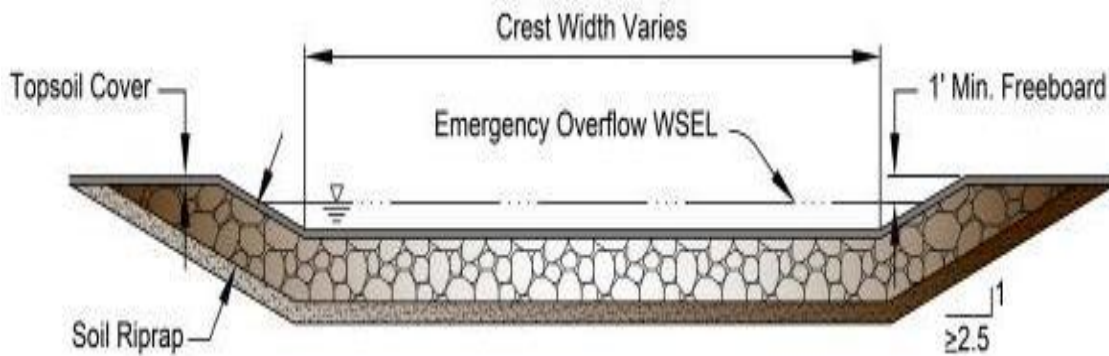 Crest Width Varies
Topsoil Cover
1' Min. Freeboard
Emergency Overflow WSEL
Soil Riprap
1
≥2.5